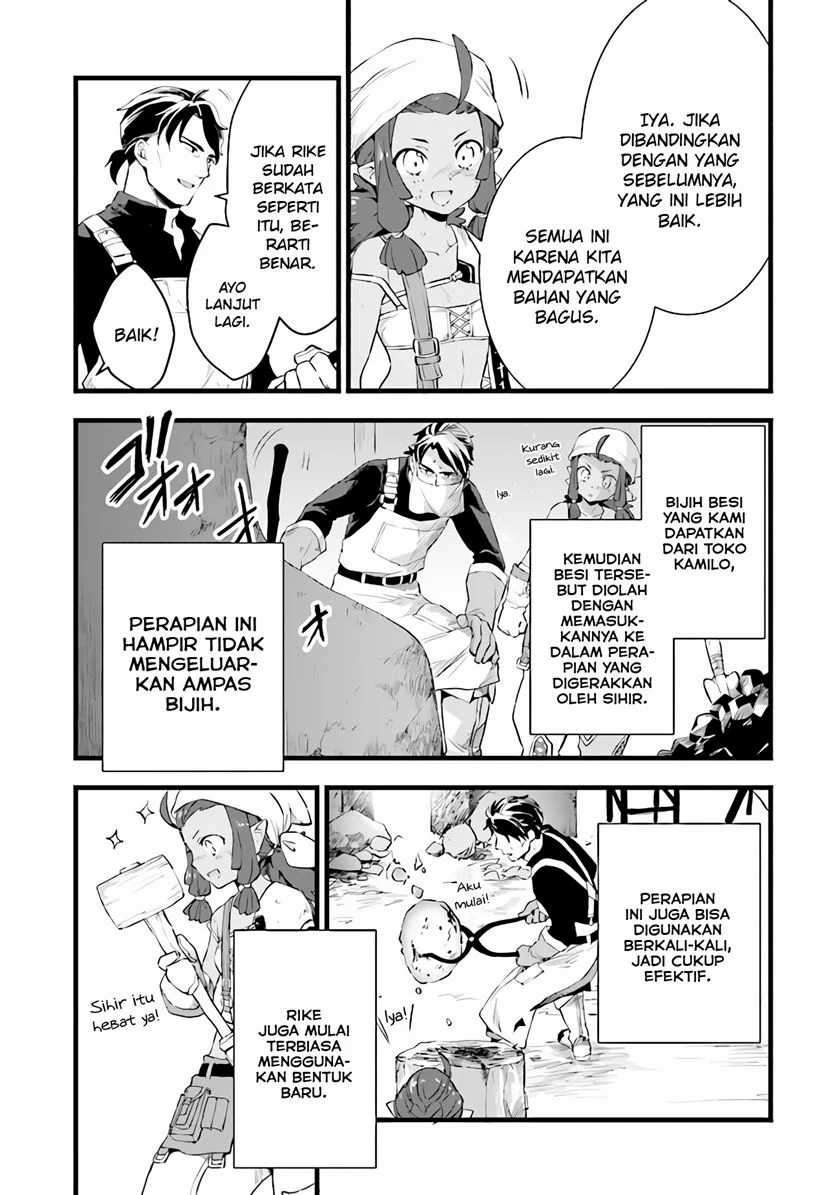 IYA. JIKA
DIBANDINGKAN
DENGAN YANG
SEBELUMNYA,
YANG INI LEBIH
BAIK.
SEMUA INI
KARENA KITA
MENDAPATKAN
BAHAN YANG
BAGUS.
JIKA RIKE
SUDAH
BERKATA
SEPERTI
ITU, BE-
RARTI
BENAR.
AYO
LANJUT
LAGI.
BAIK!
BIJIH BESI
YANG KAMI
DAPATKAN
DARI TOKO
KAMILO,
Kurang
sedikit
lagi.
Iya.
KEMUDIAN
BESI TERSE-
BUT DIOLAH
DENGAN
MEMASUK-
KANNYA KE
DALAM PERA-
PIAN YANG
DIGERAKKAN
OLEH SIHIR.
ゴォォ
PERAPIAN INI
HAMPIR TIDAK
MENGELUAR-
KAN AMPAS
BIJIH.
PERAPIAN
INI JUGA BISA
DIGUNAKAN
BERKALI-KALI,
JADI CUKUP
EFEKTIF.
Aku
mulai!
Iya!
Sihir itu
hebat ya!
RIKE
JUGA MULAI
TERBIASA
MENGGUNA-
KAN BENTUK
BARU.